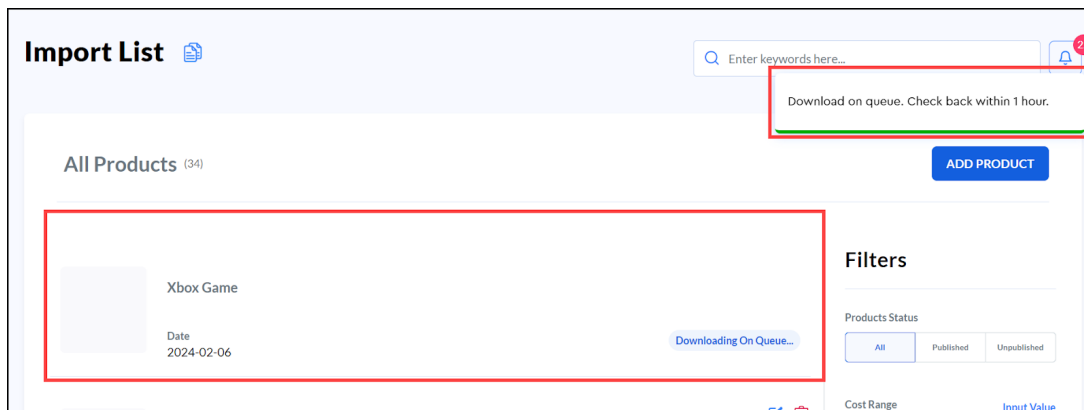 Import List
Enter keywords here...
2
Download on queue. Check back within 1 hour.
All Products (34)
ADD PRODUCT
Xbox Game
Date
2024-02-06
Downloading On Queue...
Filters
Products Status
All Published Unpublished
Cost Range Input Value